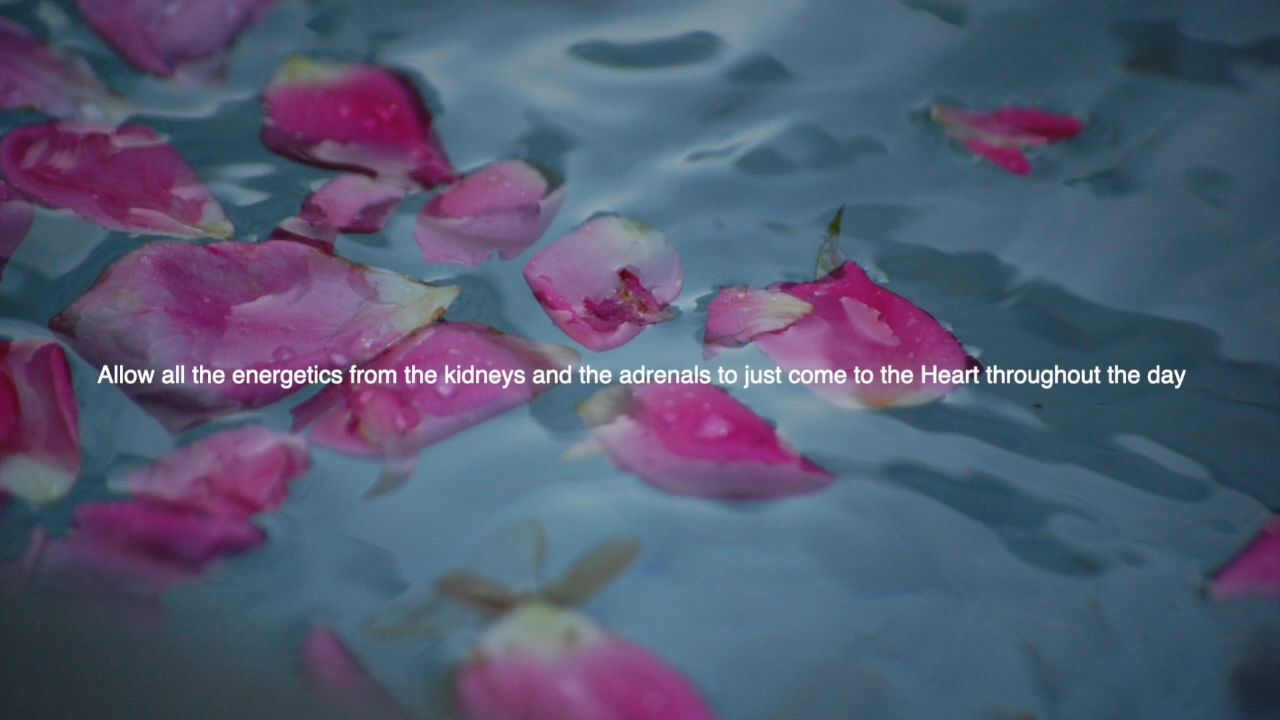 Allow all the energetics from the kidneys and the adrenals to just come to the Heart throughout the day